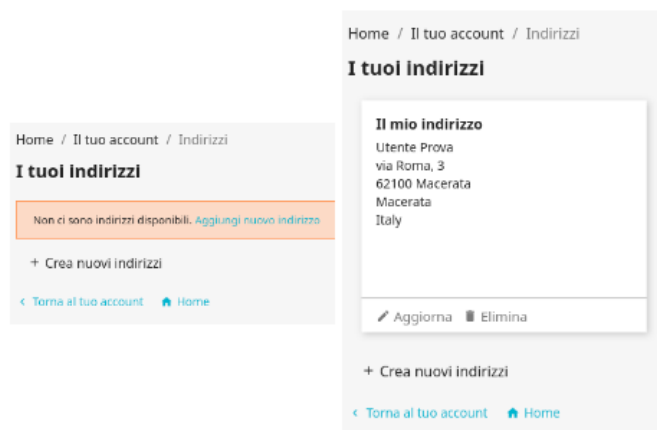 Home / Il tuo account / Indirizzi
I tuoi indirizzi
Non ci sono indirizzi disponibili. Aggiungi nuovo indirizzo
+ Crea nuovi indirizzi
< Torna al tuo account Home
Home / Il tuo account / Indirizzi
I tuoi indirizzi
Il mio indirizzo
Utente Prova
via Roma, 3
62100 Macerata
Macerata
Italy
Aggiorna Elimina
+ Crea nuovi indirizzi
< Torna al tuo account Home